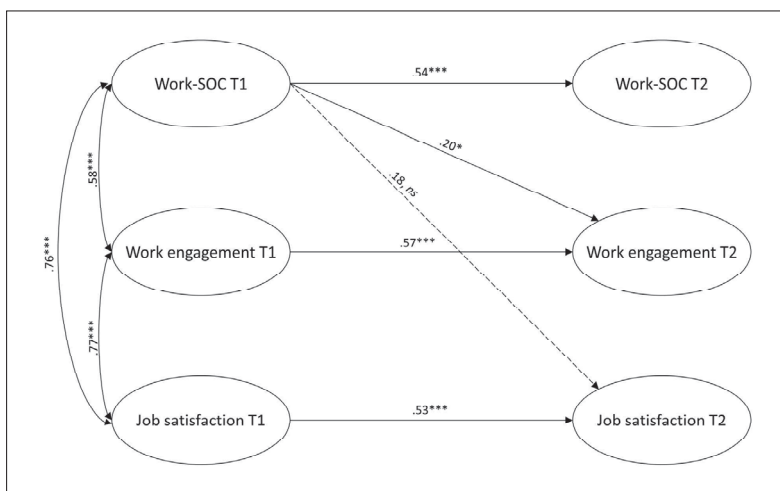 Work-SOC T1
.54***
Work-SOC T2
.20*
.18, ns
.58***
.76***
Work engagement T1
.57***
Work engagement T2
.77***
Job satisfaction T1
.53***
Job satisfaction T2